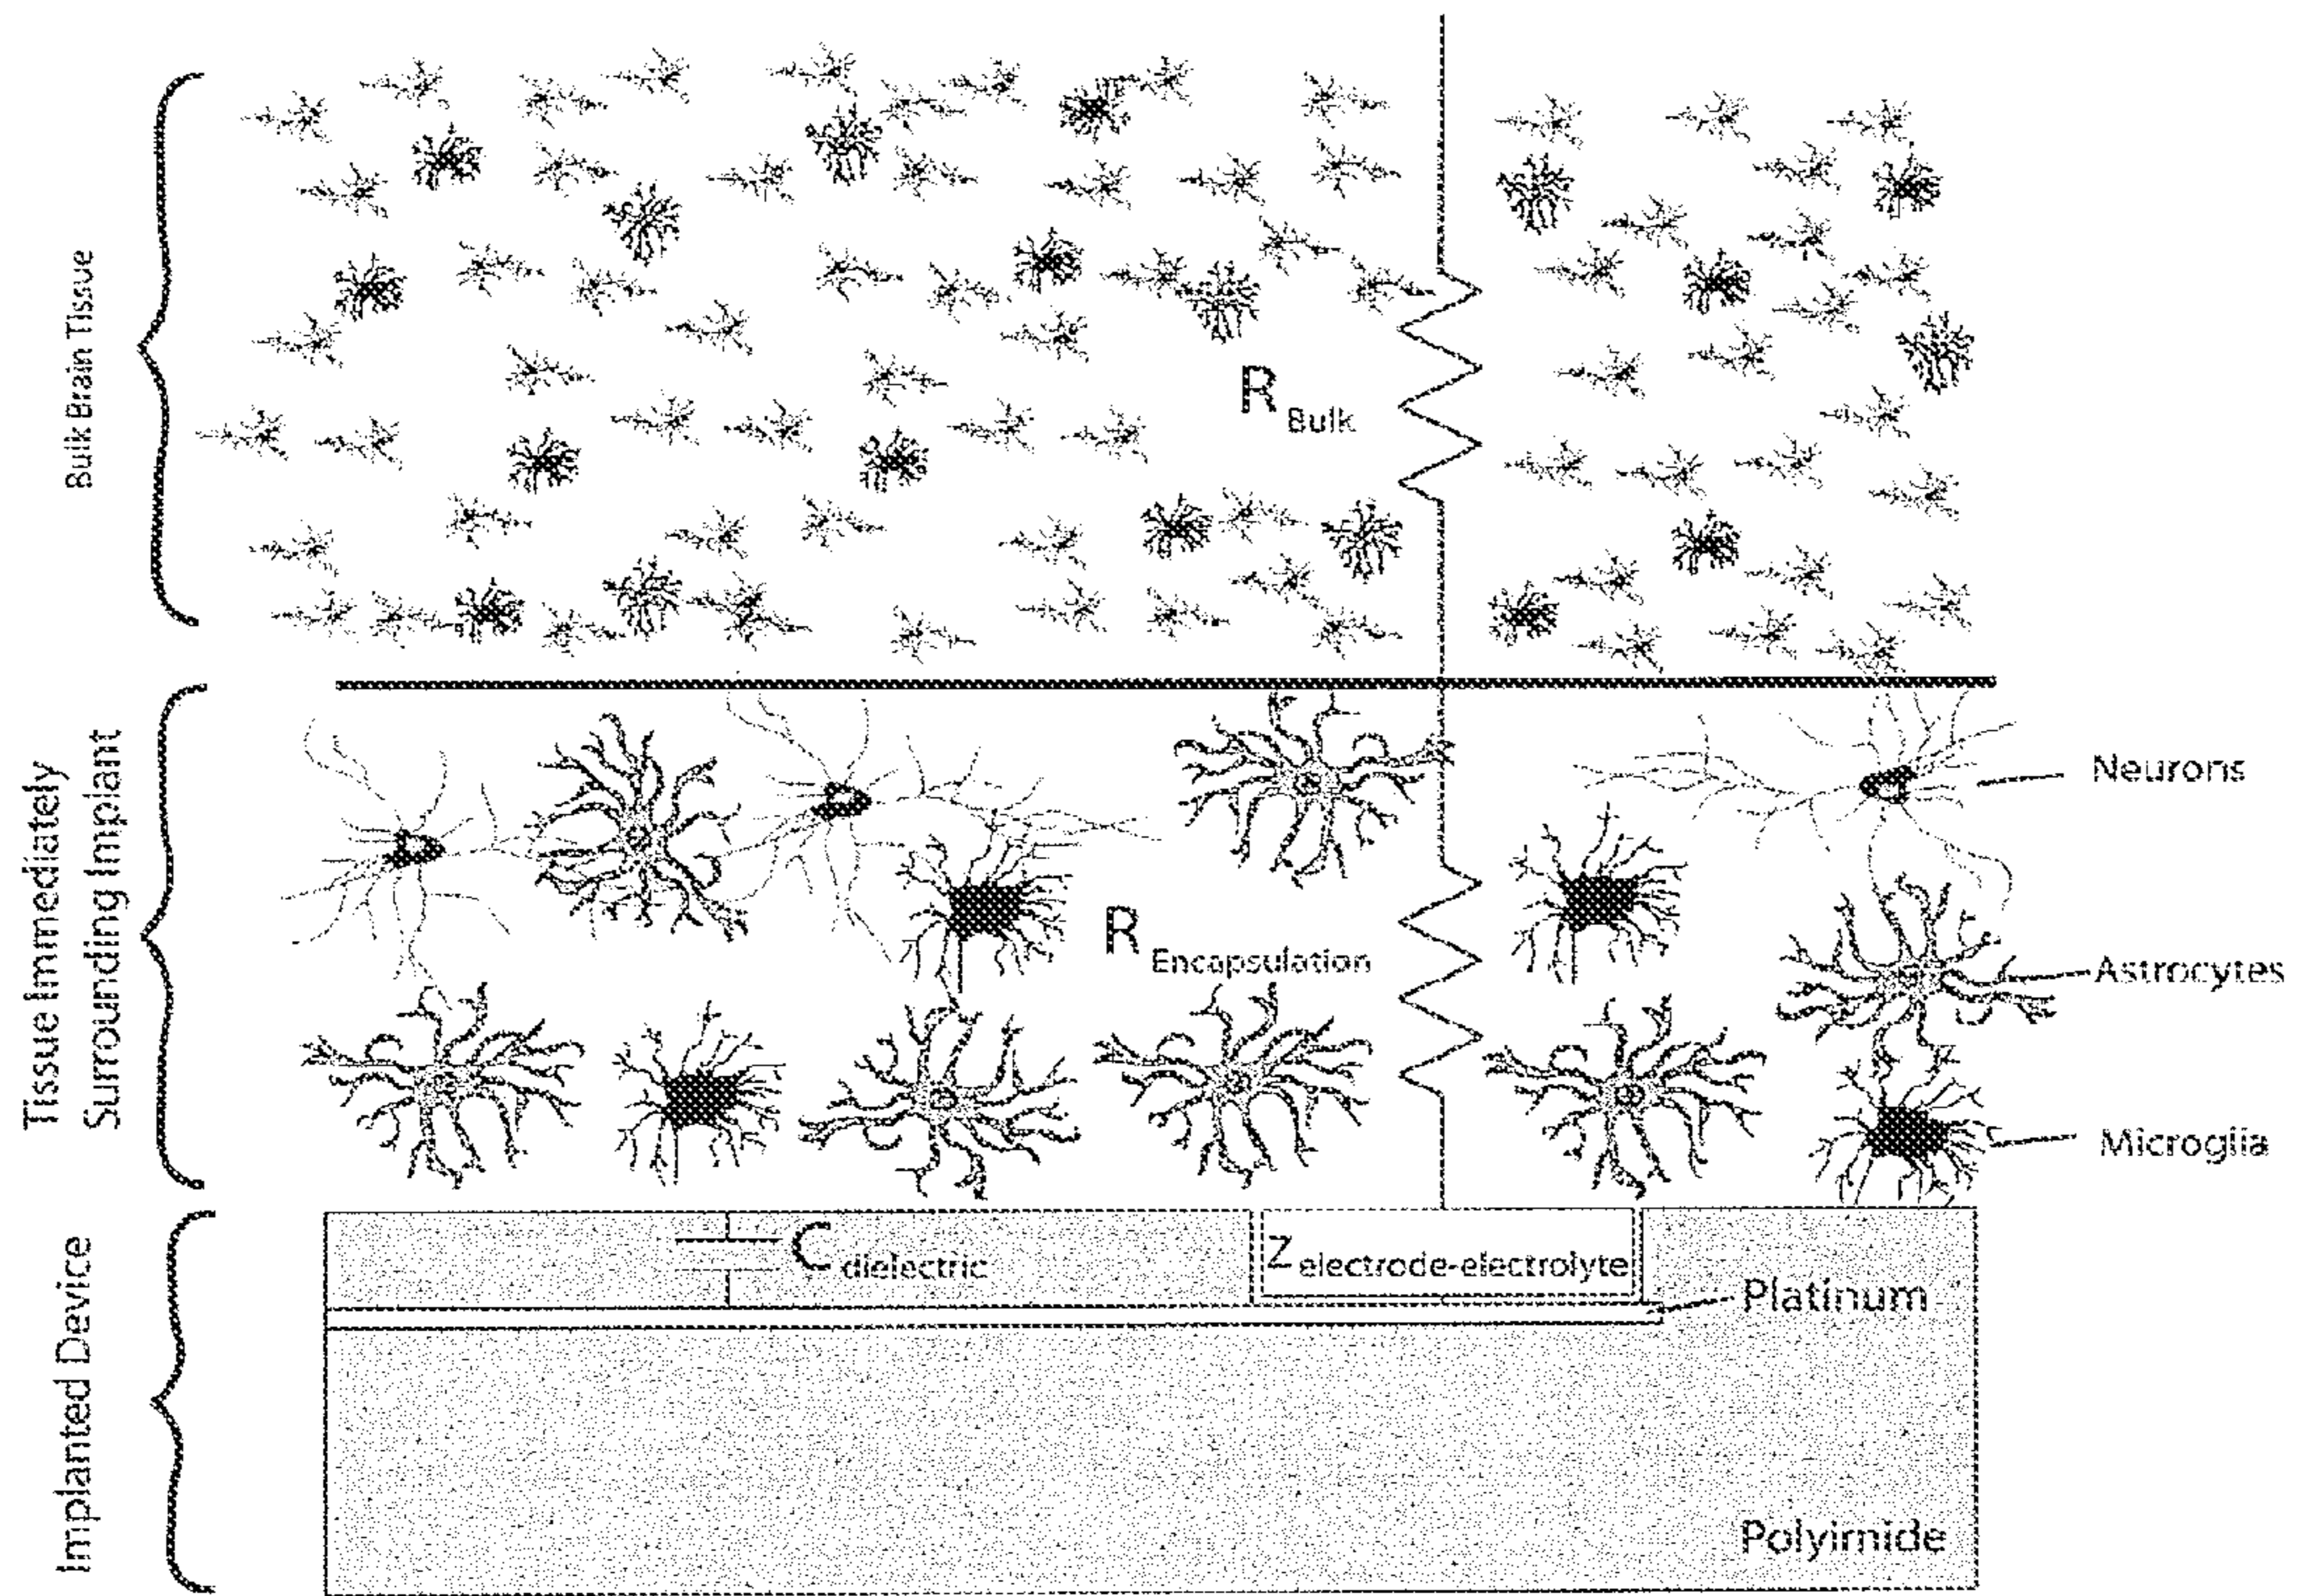 Bulk Brain Tissue
R Bulk
Tissue Immediately
Surrounding Implant
Neurons
R Encapsulation
Astrocytes
Microglia
Implanted Device
C dielectric
Z electrode-electrolyte
Platinum
Polyimide